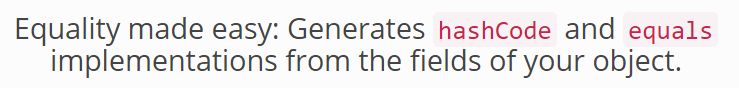 Equality made easy: Generates hashCode and equals
implementations from the fields of your object.